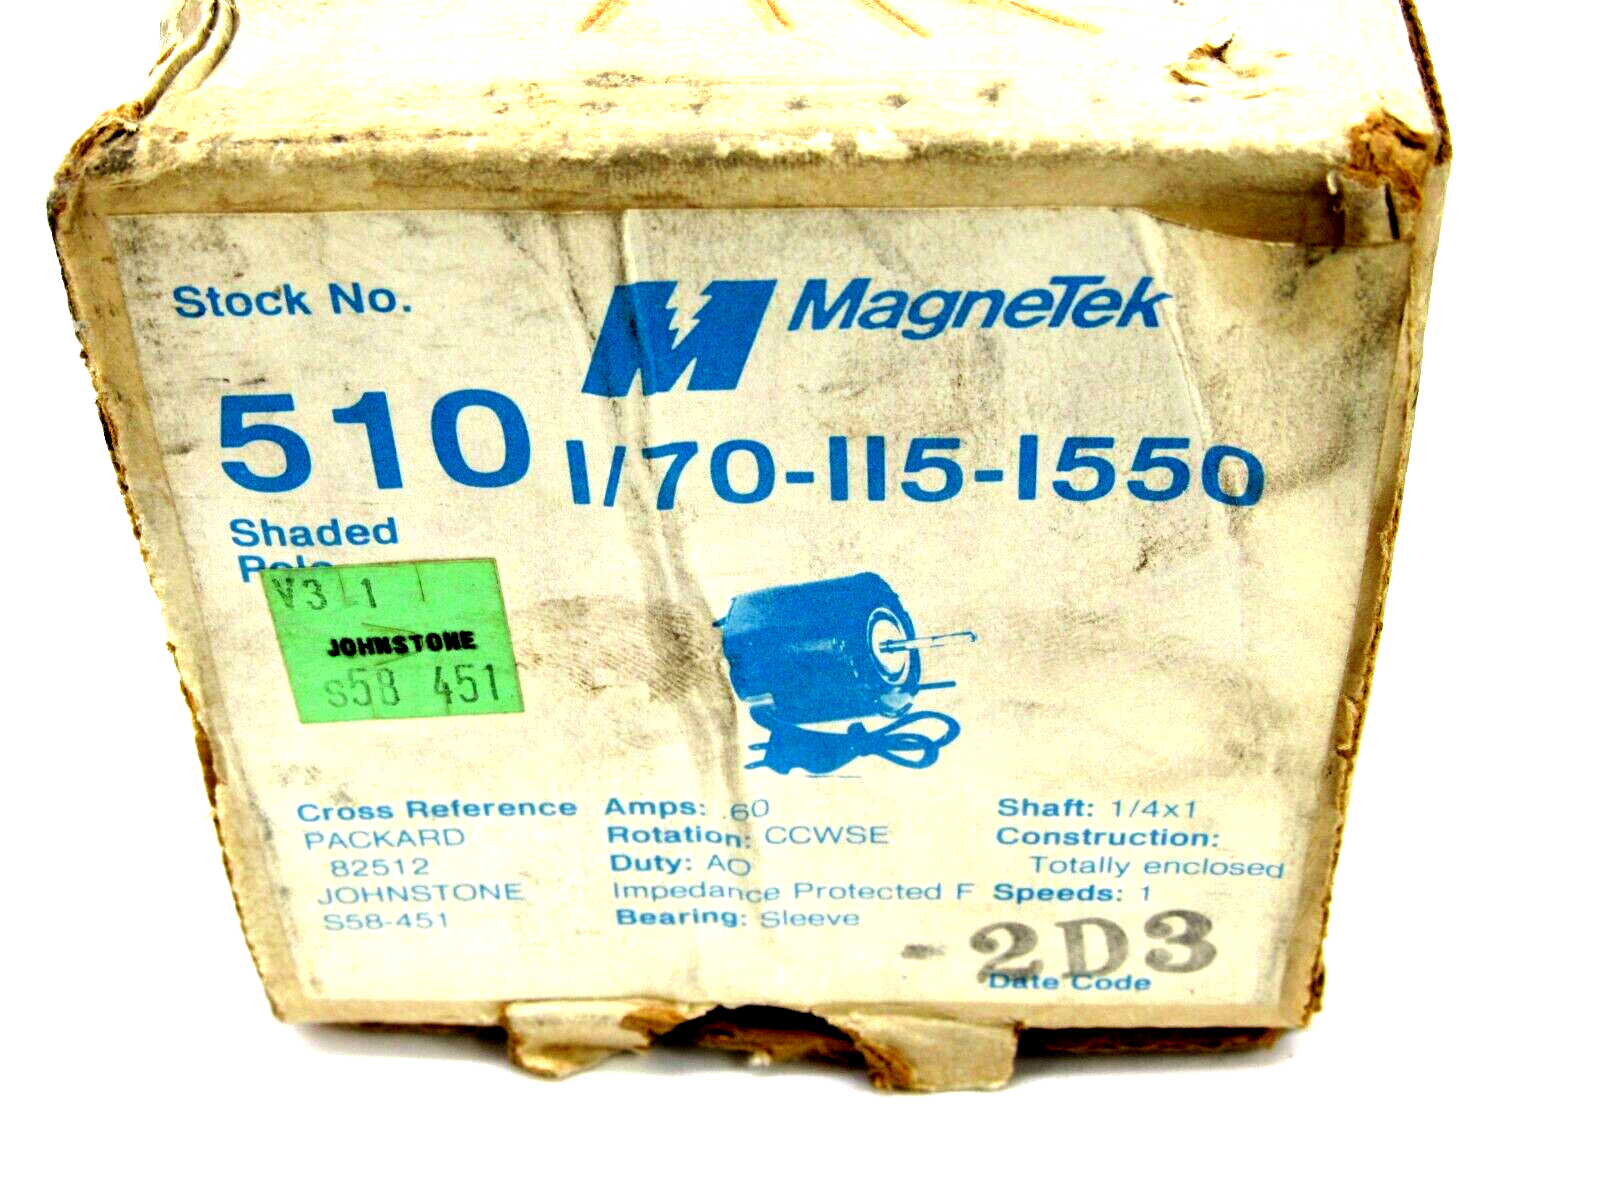 Stock No.
MagneTek
510
1/70-115-1550
Shaded
Pole
V3 1
JOHNSTONE
S58 451
Cross Reference
PACKARD
82512
JOHNSTONE
S58-451
Amps: .60
Rotation: CCWSE
Duty: AO
Impedance Protected F
Bearing: Sleeve
Shaft: 1/4x1
Construction:
Totally enclosed
Speeds: 1
-2D3
Date Code